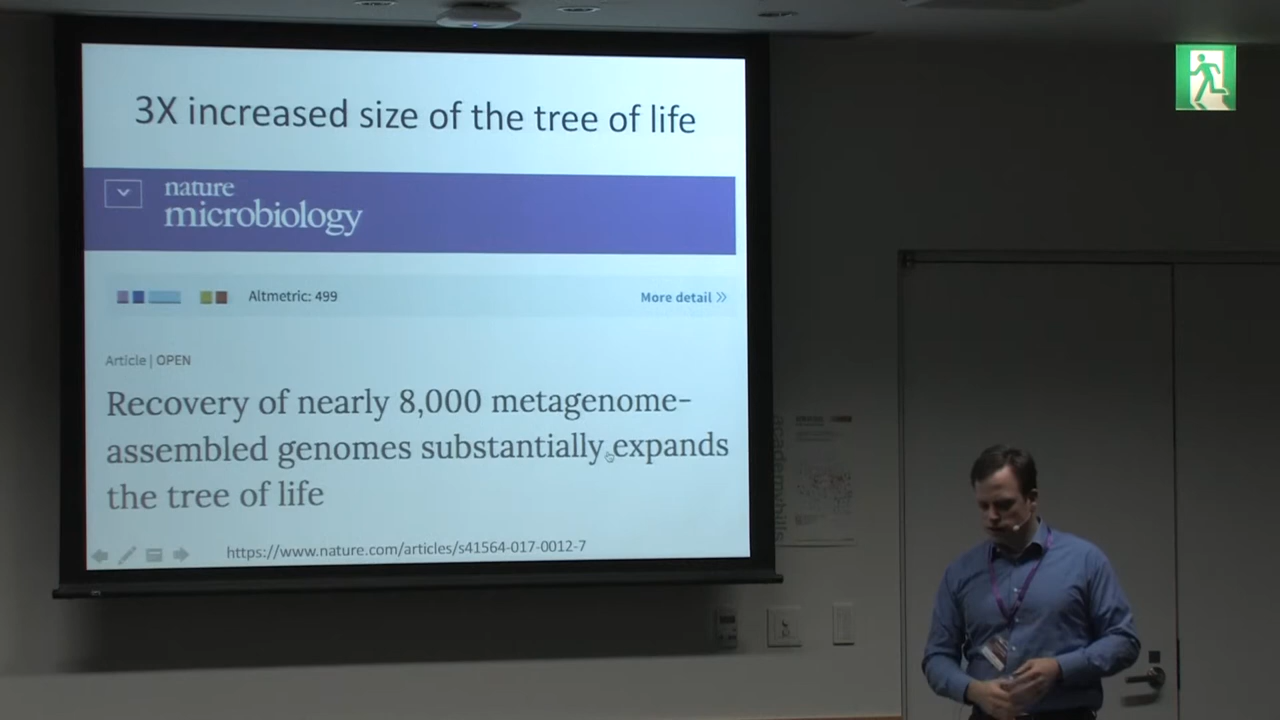 3X increased size of the tree of life
nature
microbiology
Altmetric: 499
More detail »
Article | OPEN
Recovery of nearly 8,000 metagenome-
assembled genomes substantially expands
the tree of life
https://www.nature.com/articles/s41564-017-0012-7
academyhills